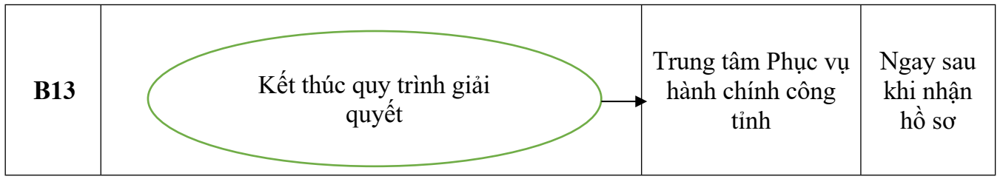 B13
Kết thúc quy trình giải
quyết
Trung tâm Phục vụ
hành chính công
tỉnh
Ngay sau
khi nhận
hồ sơ